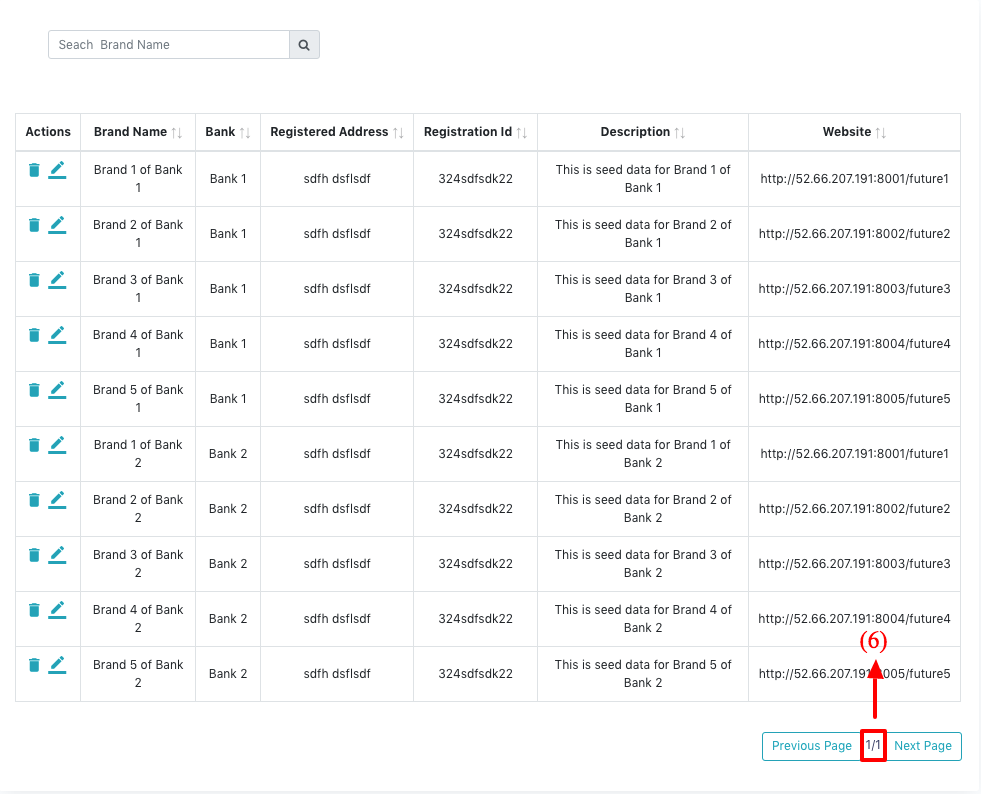 Seach  Brand Name
Actions Brand Name Bank Registered Address Registration Id Description Website
Brand 1 of Bank 1 Bank 1 sdfh dsflsdf 324sdfsdk22 This is seed data for Brand 1 of Bank 1 http://52.66.207.191:8001/future1
Brand 2 of Bank 1 Bank 1 sdfh dsflsdf 324sdfsdk22 This is seed data for Brand 2 of Bank 1 http://52.66.207.191:8002/future2
Brand 3 of Bank 1 Bank 1 sdfh dsflsdf 324sdfsdk22 This is seed data for Brand 3 of Bank 1 http://52.66.207.191:8003/future3
Brand 4 of Bank 1 Bank 1 sdfh dsflsdf 324sdfsdk22 This is seed data for Brand 4 of Bank 1 http://52.66.207.191:8004/future4
Brand 5 of Bank 1 Bank 1 sdfh dsflsdf 324sdfsdk22 This is seed data for Brand 5 of Bank 1 http://52.66.207.191:8005/future5
Brand 1 of Bank 2 Bank 2 sdfh dsflsdf 324sdfsdk22 This is seed data for Brand 1 of Bank 2 http://52.66.207.191:8001/future1
Brand 2 of Bank 2 Bank 2 sdfh dsflsdf 324sdfsdk22 This is seed data for Brand 2 of Bank 2 http://52.66.207.191:8002/future2
Brand 3 of Bank 2 Bank 2 sdfh dsflsdf 324sdfsdk22 This is seed data for Brand 3 of Bank 2 http://52.66.207.191:8003/future3
Brand 4 of Bank 2 Bank 2 sdfh dsflsdf 324sdfsdk22 This is seed data for Brand 4 of Bank 2 http://52.66.207.191:8004/future4
(6)
Brand 5 of Bank 2 Bank 2 sdfh dsflsdf 324sdfsdk22 This is seed data for Brand 5 of Bank 2 http://52.66.207.191:8005/future5
Previous Page 1/1 Next Page